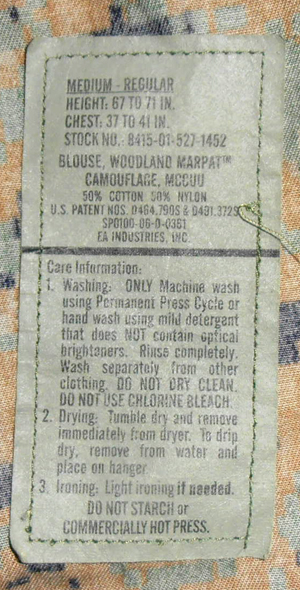 MEDIUM - REGULAR
HEIGHT: 67 TO 71 IN.
CHEST: 37 TO 41 IN.
STOCK NO.: 8415-01-527-1452
BLOUSE, WOODLAND MARPAT™
CAMOUFLAGE, MCCUU
50% COTTON 50% NYLON
U.S. PATENT NOS. D464,790S & D491,372S
SPO100-06-D-0351
EA INDUSTRIES, INC.
Care Information:
1. Washing: ONLY Machine wash
using Permanent Press Cycle or
hand wash using mild detergent
that does NOT contain optical
brighteners. Rinse completely.
Wash separately from other
clothing. DO NOT DRY CLEAN.
DO NOT USE CHLORINE BLEACH.
2. Drying: Tumble dry and remove
immediately from dryer. To drip
dry, remove from water and
place on hanger.
3. Ironing: Light ironing if needed.
DO NOT STARCH or
COMMERCIALLY HOT PRESS.